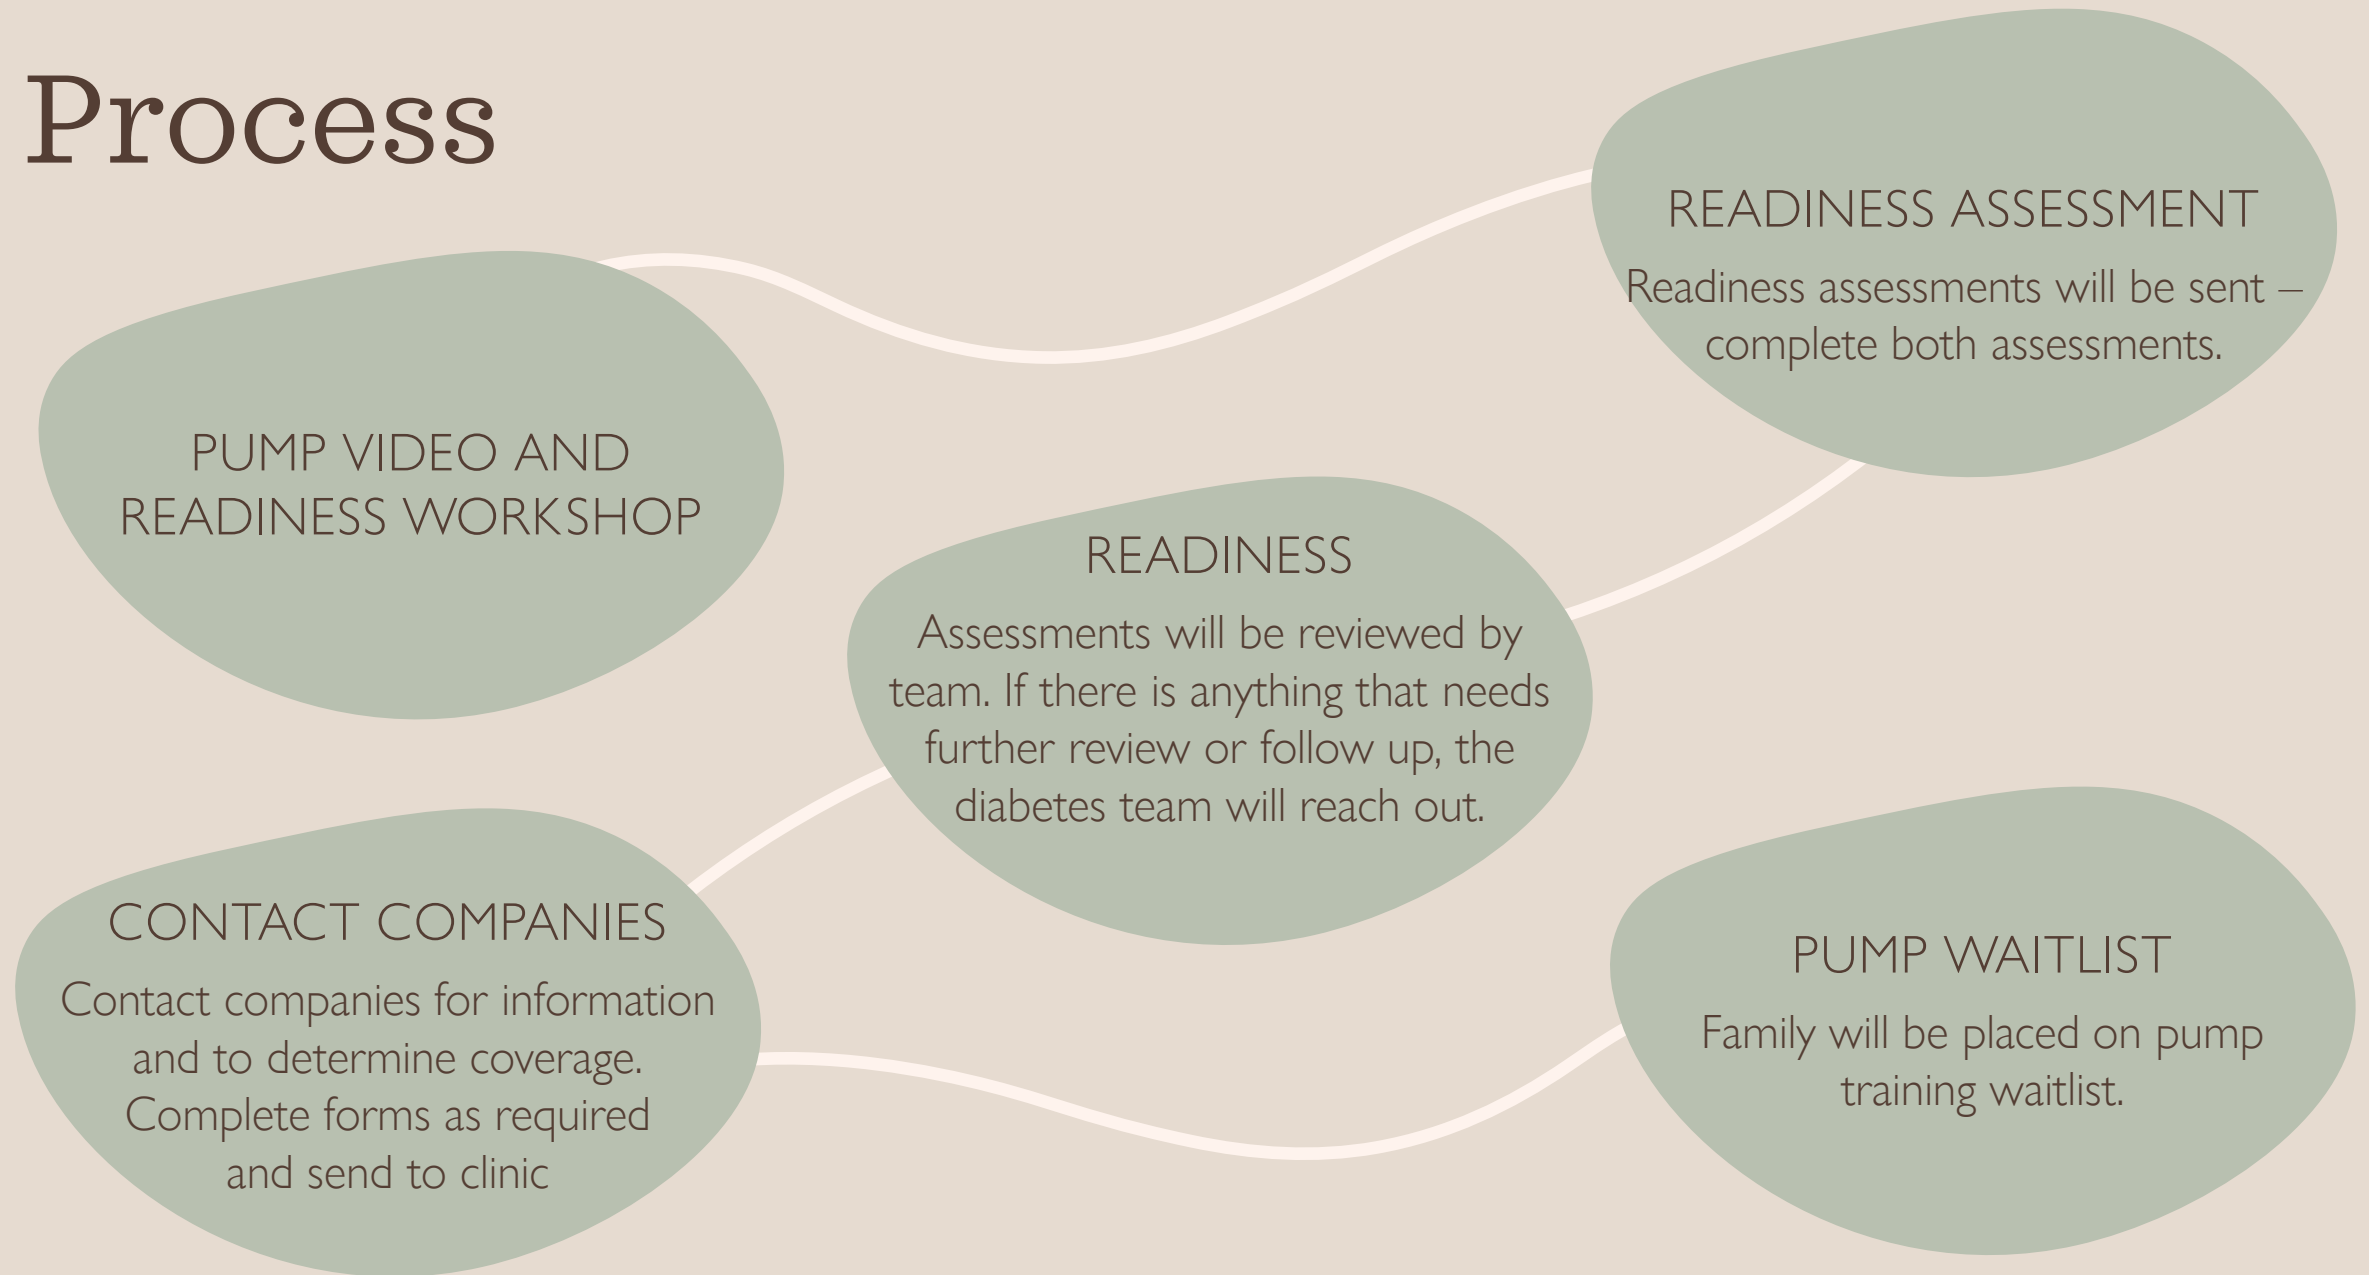 Process
PUMP VIDEO AND
READINESS WORKSHOP
READINESS ASSESSMENT
Readiness assessments will be sent –
complete both assessments.
READINESS
Assessments will be reviewed by
team. If there is anything that needs
further review or follow up, the
diabetes team will reach out.
CONTACT COMPANIES
Contact companies for information
and to determine coverage.
Complete forms as required
and send to clinic
PUMP WAITLIST
Family will be placed on pump
training waitlist.